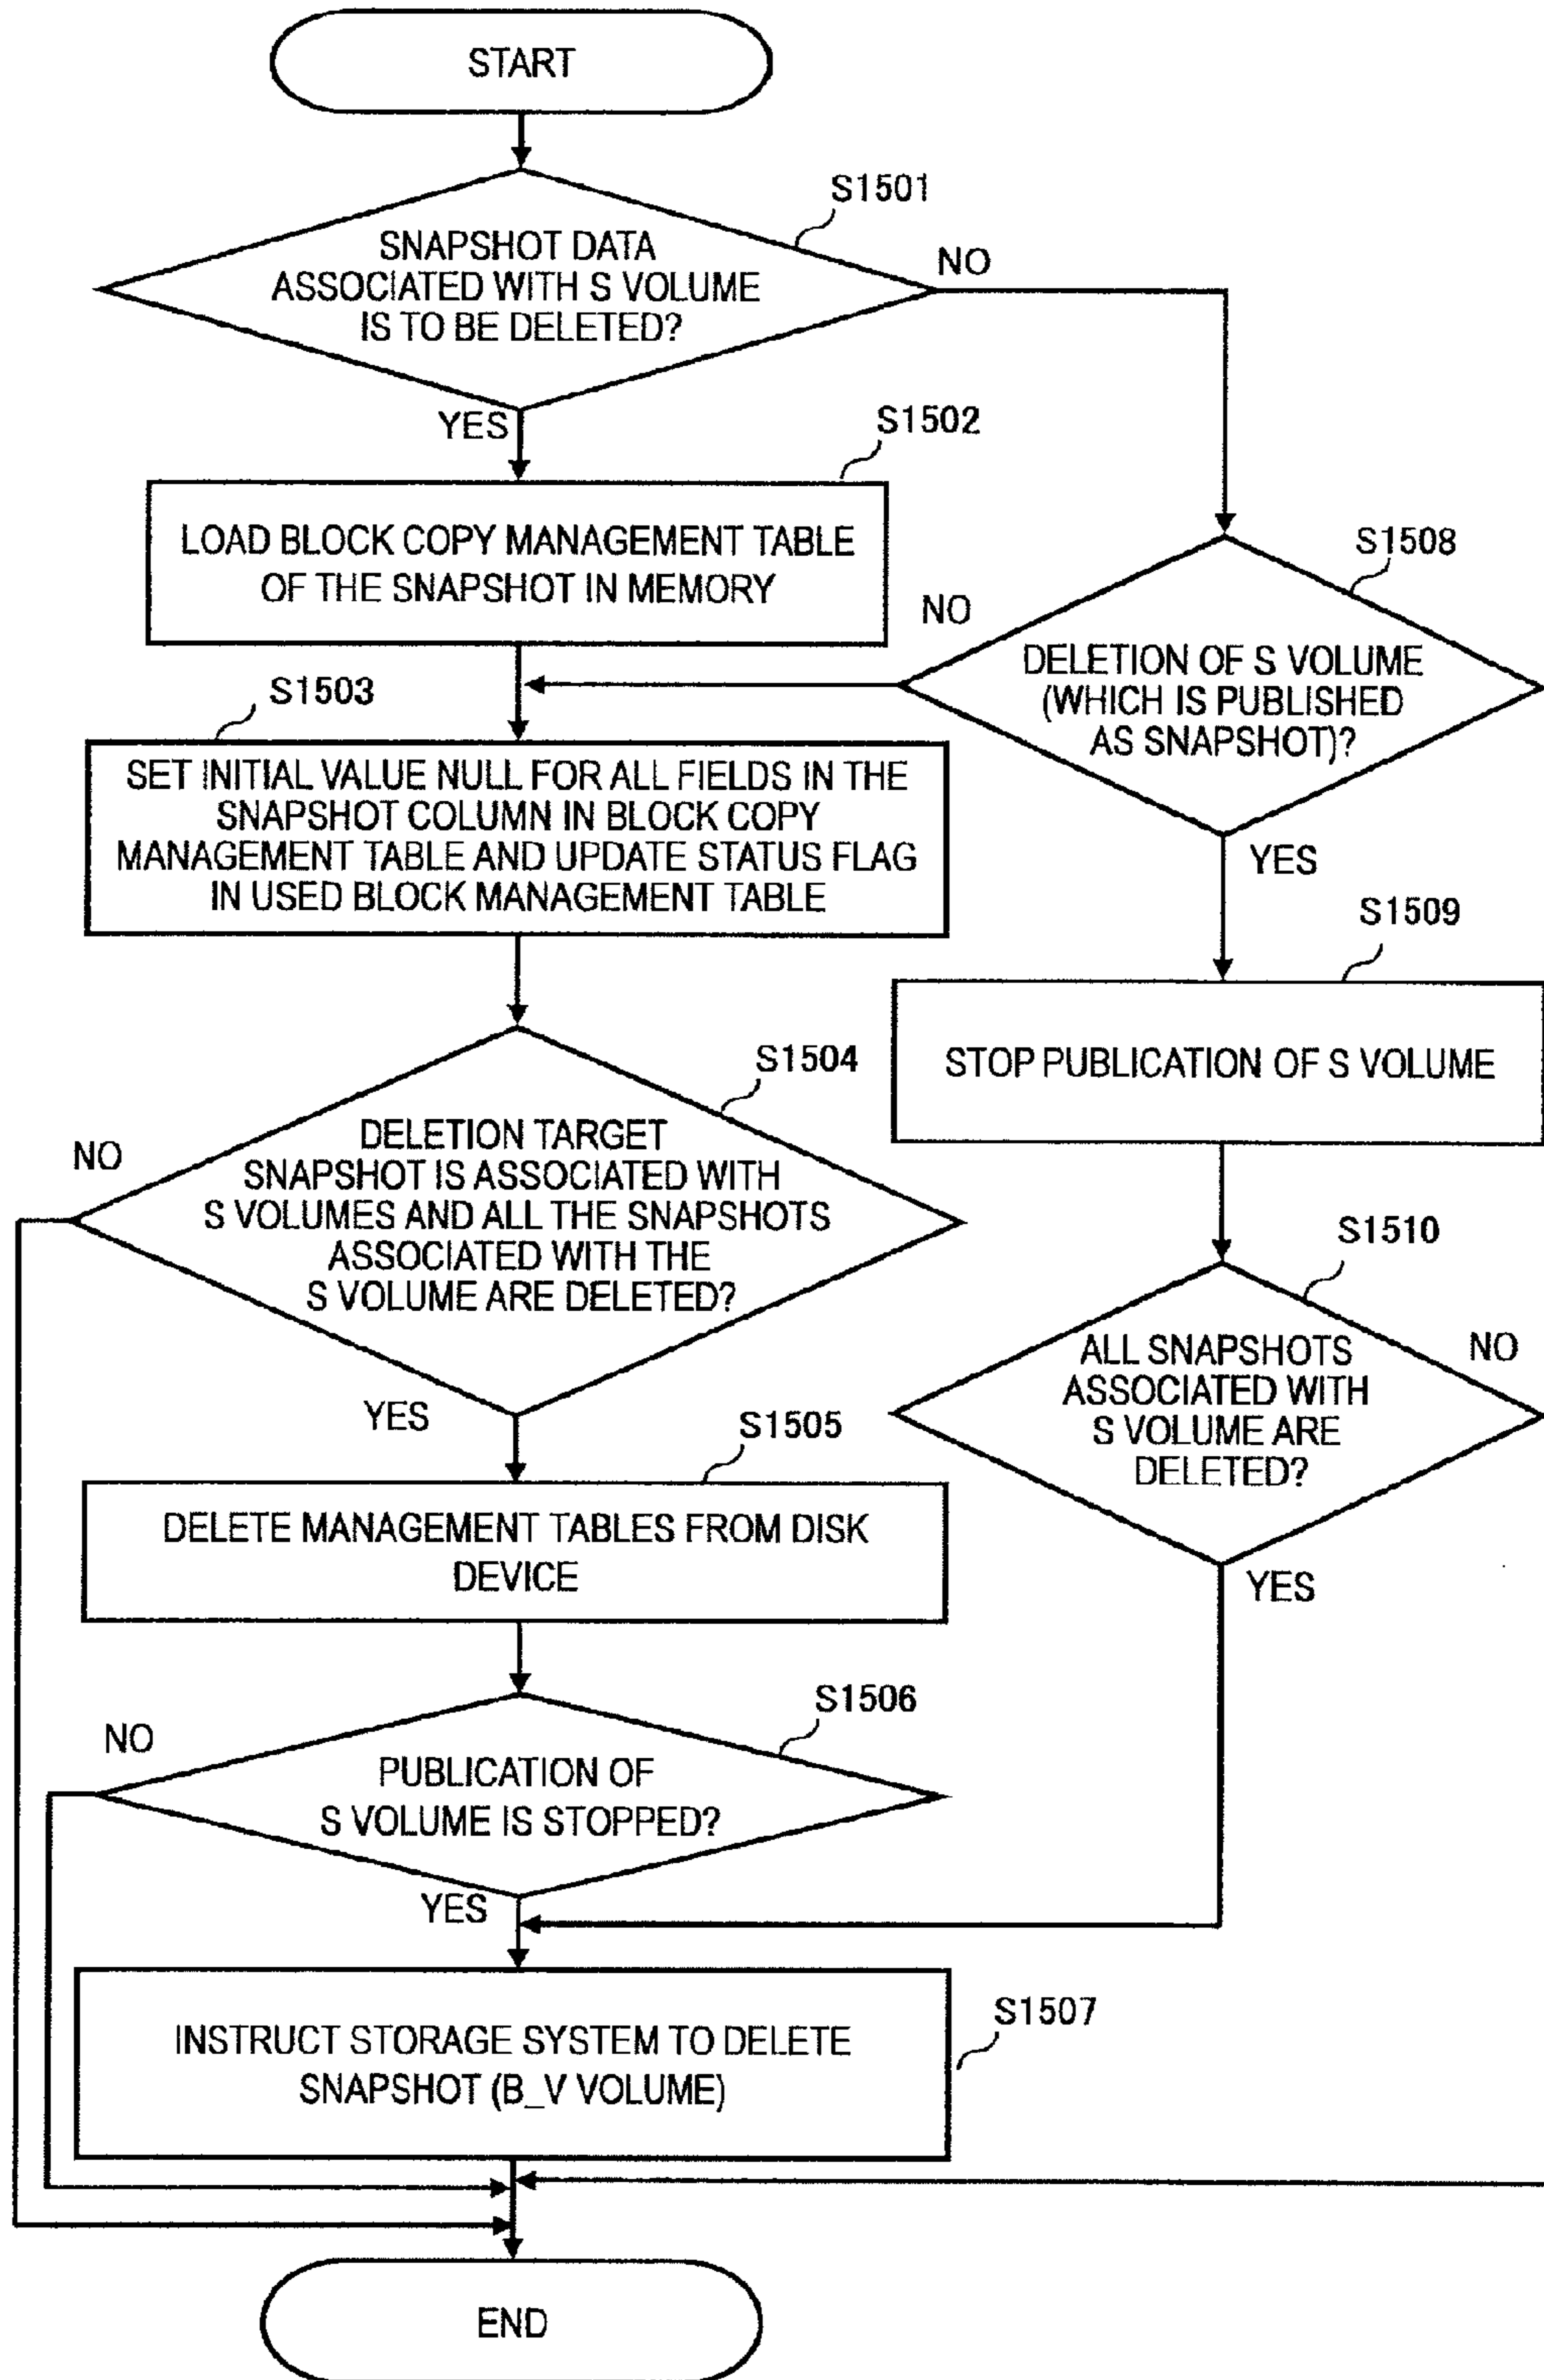 START
S1501
SNAPSHOT DATA
ASSOCIATED WITH S VOLUME
IS TO BE DELETED?
NO
YES
S1502
LOAD BLOCK COPY MANAGEMENT TABLE
OF THE SNAPSHOT IN MEMORY
S1508
NO
DELETION OF S VOLUME
(WHICH IS PUBLISHED
AS SNAPSHOT)?
YES
S1503
SET INITIAL VALUE NULL FOR ALL FIELDS IN THE
SNAPSHOT COLUMN IN BLOCK COPY
MANAGEMENT TABLE AND UPDATE STATUS FLAG
IN USED BLOCK MANAGEMENT TABLE
S1509
STOP PUBLICATION OF S VOLUME
S1504
NO
DELETION TARGET
SNAPSHOT IS ASSOCIATED WITH
S VOLUMES AND ALL THE SNAPSHOTS
ASSOCIATED WITH THE
S VOLUME ARE DELETED?
YES
S1510
ALL SNAPSHOTS
ASSOCIATED WITH
S VOLUME ARE
DELETED?
NO
YES
S1505
DELETE MANAGEMENT TABLES FROM DISK
DEVICE
S1506
NO
PUBLICATION OF
S VOLUME IS STOPPED?
YES
S1507
INSTRUCT STORAGE SYSTEM TO DELETE
SNAPSHOT (B_V VOLUME)
END